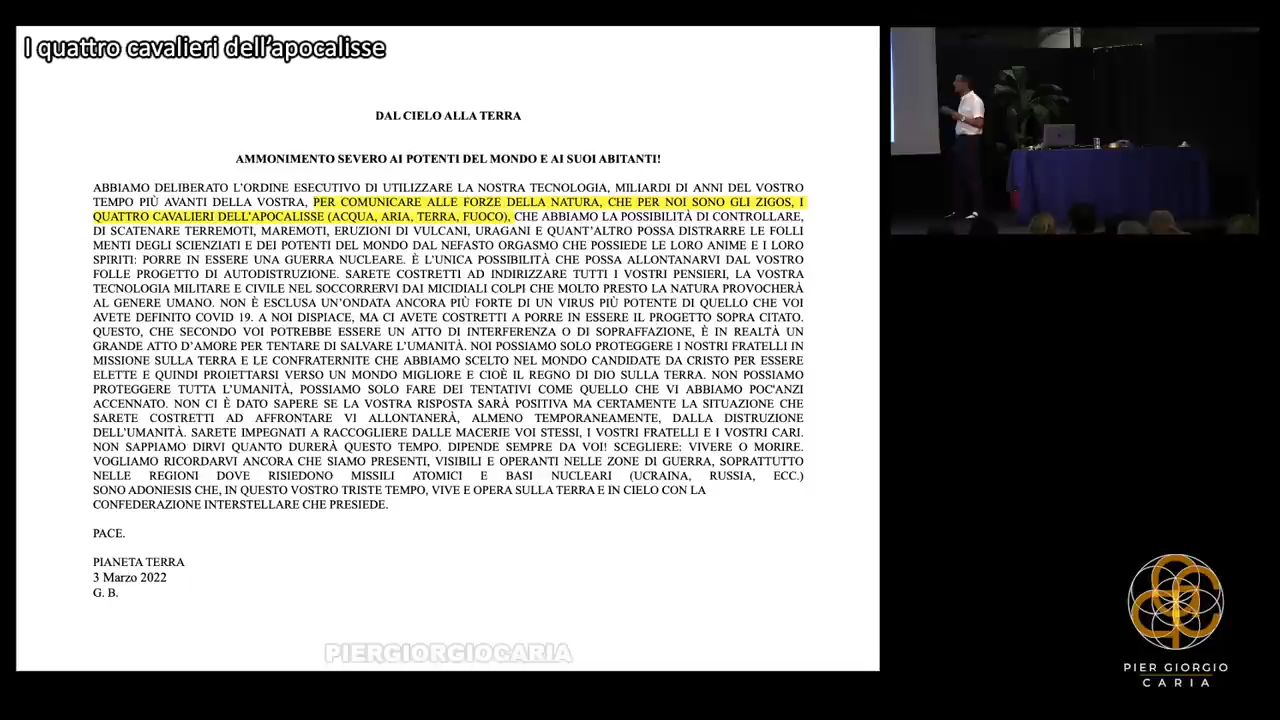 I quattro cavalieri dell'apocalisse
DAL CIELO ALLA TERRA
AMMONIMENTO SEVERO AI POTENTI DEL MONDO E AI SUOI ABITANTI!
ABBIAMO DELIBERATO L'ORDINE ESECUTIVO DI UTILIZZARE LA NOSTRA TECNOLOGIA, MILIARDI DI ANNI DEL VOSTRO
TEMPO PIÙ AVANTI DELLA VOSTRA, PER COMUNICARE ALLE FORZE DELLA NATURA, CHE PER NOI SONO GLI ZIGOS, I
QUATTRO CAVALIERI DELL'APOCALISSE (ACQUA, ARIA, TERRA, FUOCO), CHE ABBIAMO LA POSSIBILITÀ DI CONTROLLARE,
DI SCATENARE TERREMOTI, MAREMOTI, ERUZIONI DI VULCANI, URAGANI E QUANT'ALTRO POSSA DISTRARRE LE FOLLI
MENTI DEGLI SCIENZIATI E DEI POTENTI DEL MONDO DAL NEFASTO ORGASMO CHE POSSIEDE LE LORO ANIME E I LORO
SPIRITI: PORRE IN ESSERE UNA GUERRA NUCLEARE. È L'UNICA POSSIBILITÀ CHE POSSA ALLONTANARVI DAL VOSTRO
FOLLE PROGETTO DI AUTODISTRUZIONE. SARETE COSTRETTI AD INDIRIZZARE TUTTI I VOSTRI PENSIERI, LA VOSTRA
TECNOLOGIA MILITARE E CIVILE NEL SOCCORRERVI DAI MICIDIALI COLPI CHE MOLTO PRESTO LA NATURA PROVOCHERÀ
AL GENERE UMANO. NON È ESCLUSA UN'ONDATA ANCORA PIÙ FORTE DI UN VIRUS PIÙ POTENTE DI QUELLO CHE VOI
AVETE DEFINITO COVID 19. A NOI DISPIACE, MA CI AVETE COSTRETTI A PORRE IN ESSERE IL PROGETTO SOPRA CITATO.
QUESTO, CHE SECONDO VOI POTREBBE ESSERE UN ATTO DI INTERFERENZA O DI SOPRAFFAZIONE, È IN REALTÀ UN
GRANDE ATTO D'AMORE PER TENTARE DI SALVARE L'UMANITÀ. NOI POSSIAMO SOLO PROTEGGERE I NOSTRI FRATELLI IN
MISSIONE SULLA TERRA E LE CONFRATERNITE CHE ABBIAMO SCELTO NEL MONDO CANDIDATE DA CRISTO PER ESSERE
ELETTE E QUINDI PROIETTARSI VERSO UN MONDO MIGLIORE E CIOÈ IL REGNO DI DIO SULLA TERRA. NON POSSIAMO
PROTEGGERE TUTTA L'UMANITÀ, POSSIAMO SOLO FARE DEI TENTATIVI COME QUELLO CHE VI ABBIAMO POC'ANZI
ACCENNATO. NON CI È DATO SAPERE SE LA VOSTRA RISPOSTA SARÀ POSITIVA MA CERTAMENTE LA SITUAZIONE CHE
SARETE COSTRETTI AD AFFRONTARE VI ALLONTANERÀ, ALMENO TEMPORANEAMENTE, DALLA DISTRUZIONE
DELL'UMANITÀ. SARETE IMPEGNATI A RACCOGLIERE DALLE MACERIE VOI STESSI, I VOSTRI FRATELLI E I VOSTRI CARI.
NON SAPPIAMO DIRVI QUANTO DURERÀ QUESTO TEMPO. DIPENDE SEMPRE DA VOI! SCEGLIERE: VIVERE O MORIRE.
VOGLIAMO RICORDARVI ANCORA CHE SIAMO PRESENTI, VISIBILI E OPERANTI NELLE ZONE DI GUERRA, SOPRATTUTTO
NELLE REGIONI DOVE RISIEDONO MISSILI ATOMICI E BASI NUCLEARI (UCRAINA, RUSSIA, ECC.)
SONO ADONIESIS CHE, IN QUESTO VOSTRO TRISTE TEMPO, VIVE E OPERA SULLA TERRA E IN CIELO CON LA
CONFEDERAZIONE INTERSTELLARE CHE PRESIEDE.
PACE.
PIANETA TERRA
3 Marzo 2022
G. B.
PIERGIORGIOCARIA
PIER GIORGIO
CARIA